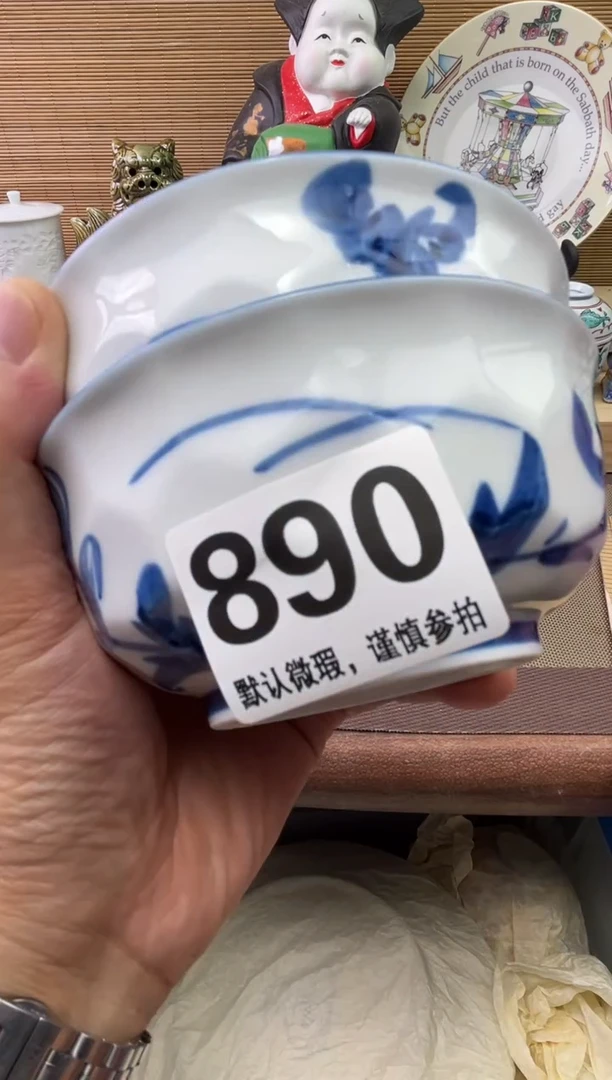 But the child that is born on the Sabbath day...
d gay
890
默认微瑕，谨慎参拍